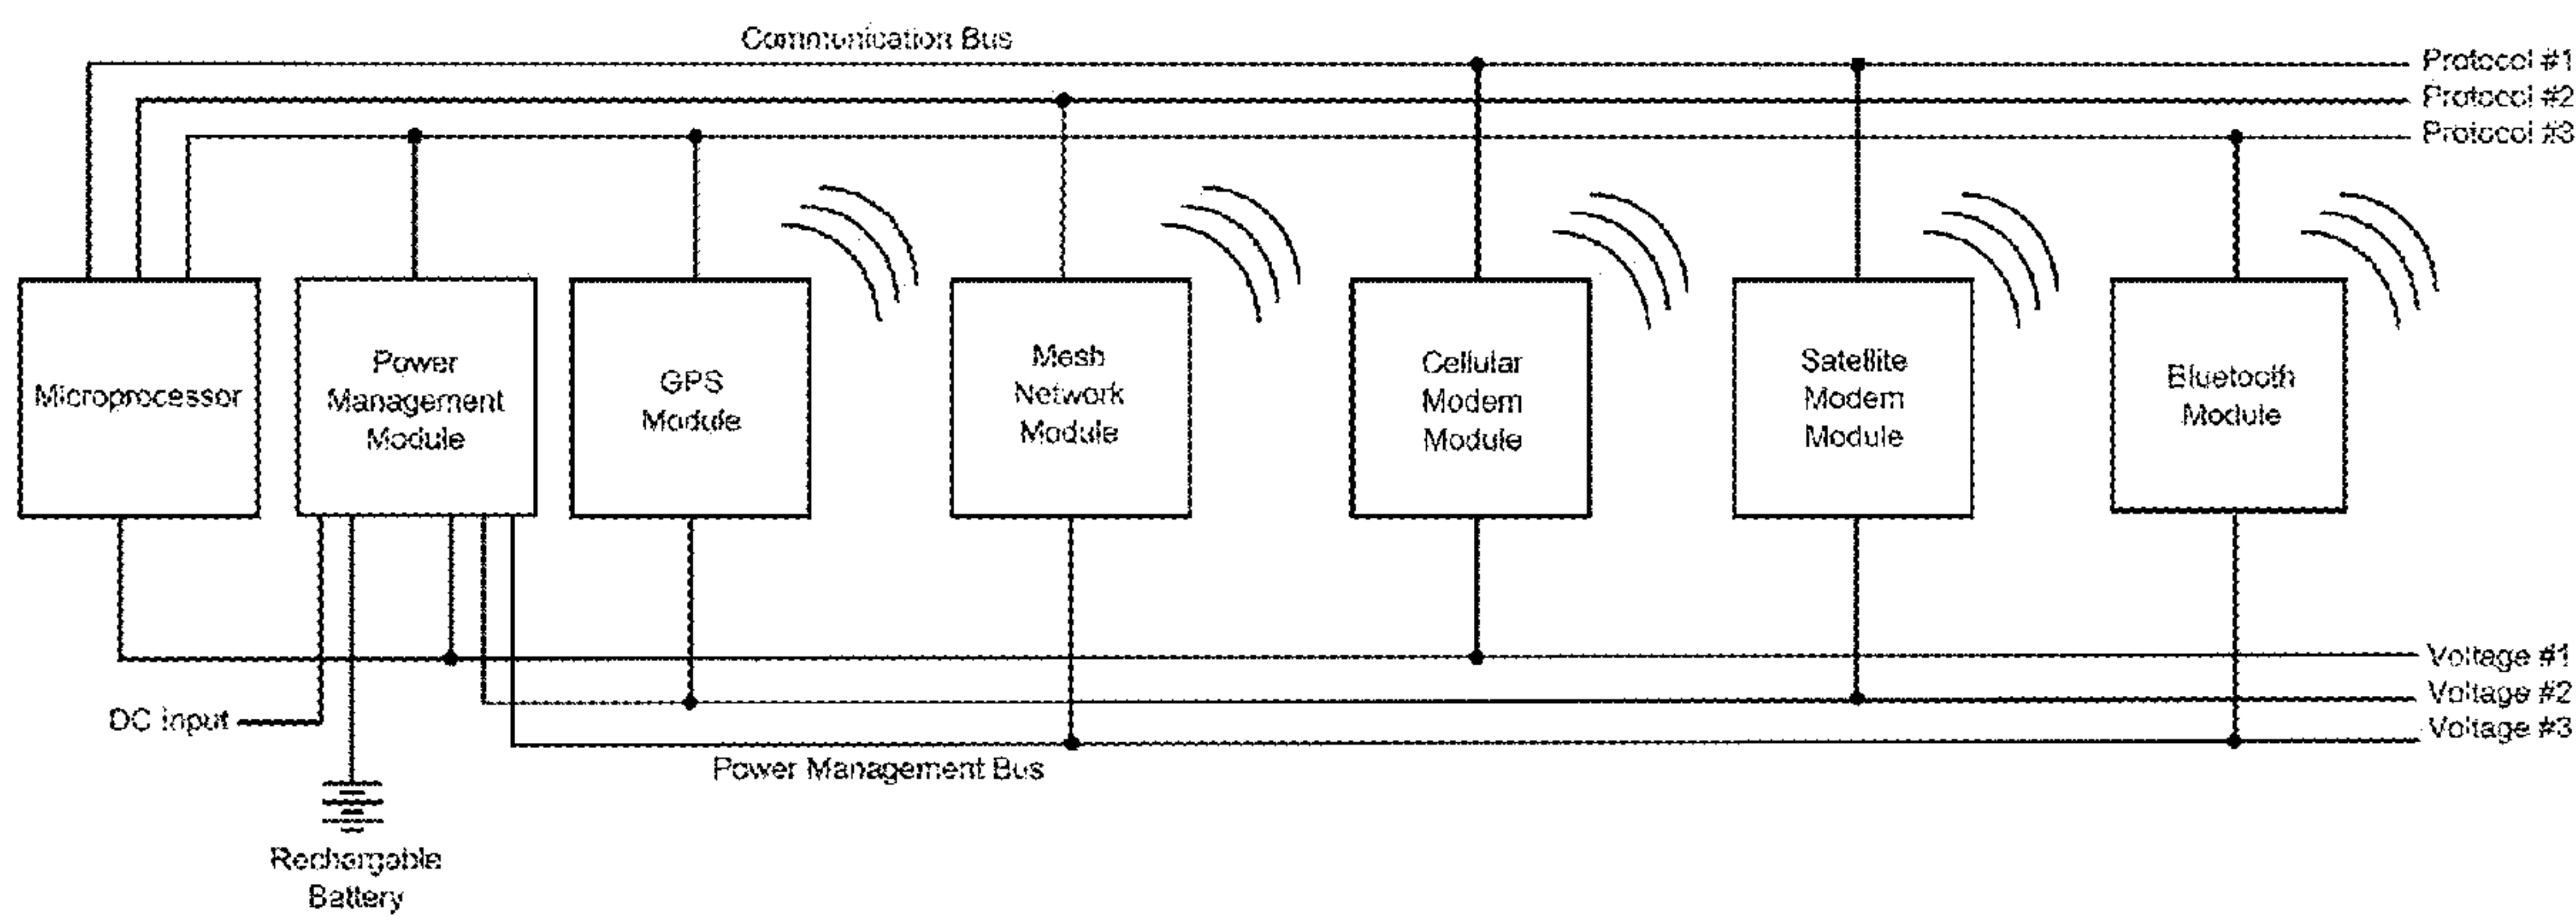 Communication Bus
Protocol #1
Protocol #2
Protocol #3
Microprocessor
Power
Management
Module
GPS
Module
Mesh
Network
Module
Cellular
Modem
Module
Satellite
Modem
Module
Bluetooth
Module
Voltage #1
Voltage #2
Voltage #3
DC input
Power Management Bus
Rechargable
Battery